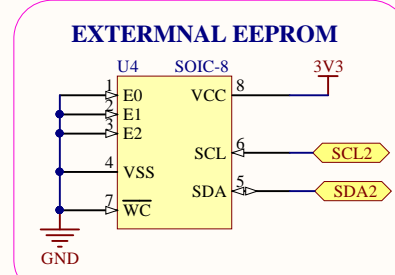 EXTERMNAL EEPROM
U4 SOIC-8
1 E0 VCC 8 3V3
2 E1
3 E2
SCL 6 SCL2
4 VSS
SDA 5 SDA2
7 WC
GND